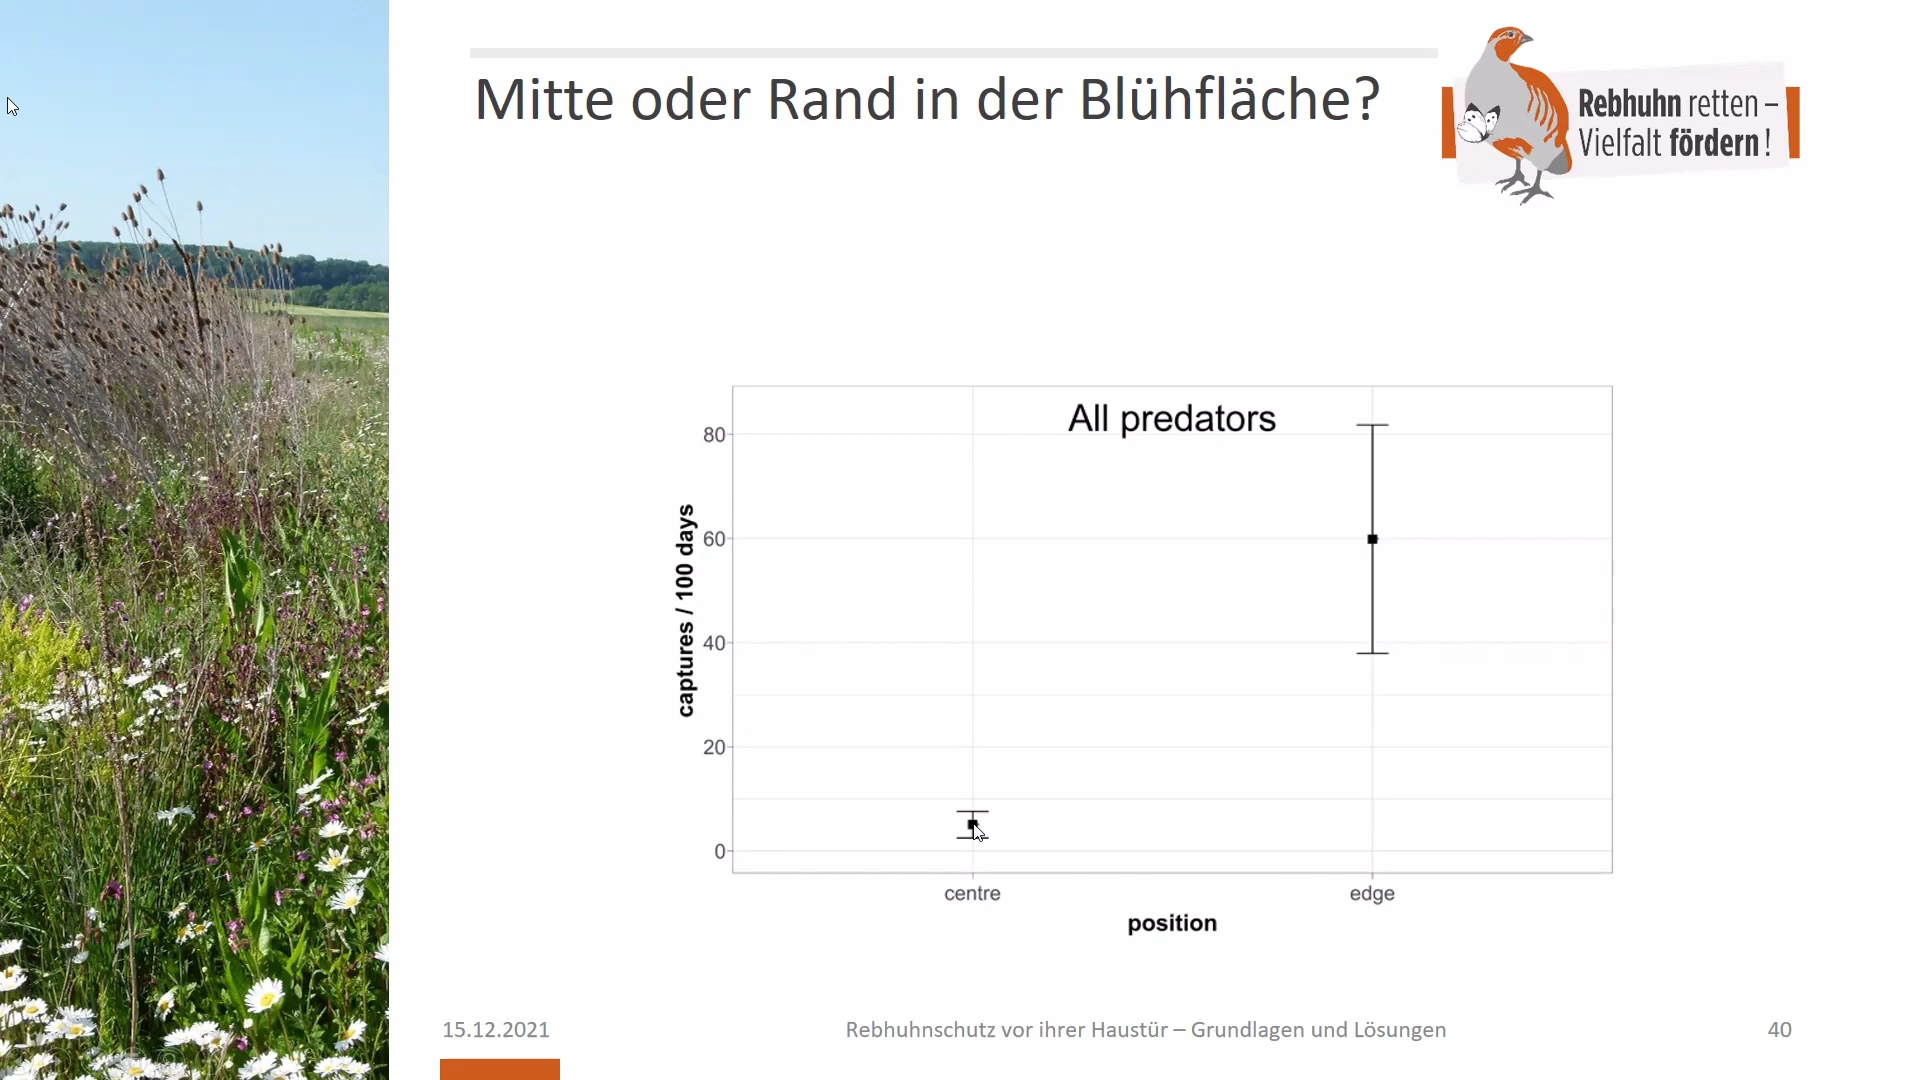 Mitte oder Rand in der Blühfläche?
Rebhuhn retten –
Vielfalt fördern!
All predators
80
60
40
20
0
captures / 100 days
centre
edge
position
15.12.2021
Rebhuhnschutz vor ihrer Haustür – Grundlagen und Lösungen
40